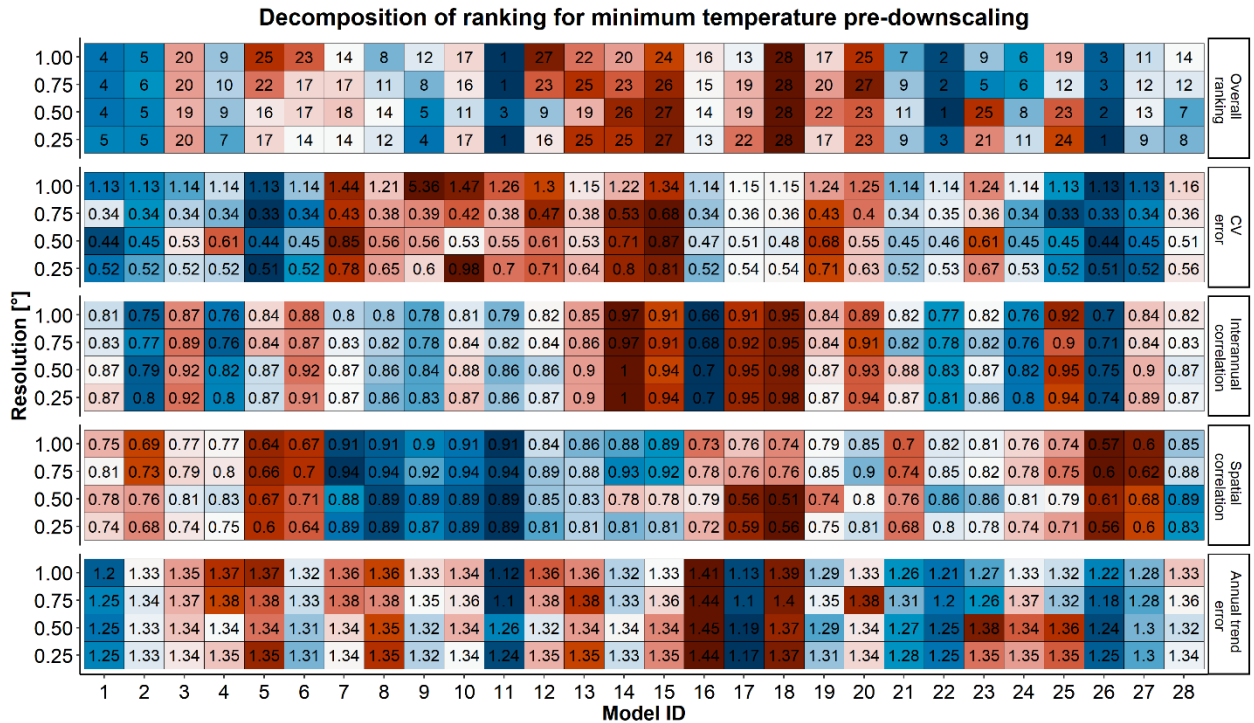 Decomposition of ranking for minimum temperature pre-downscaling
1.00 4 5 20 9 25 23 14 8 12 17 1 27 22 20 24 16 13 28 17 25 7 2 9 6 19 3 11 14
0.75 4 6 20 10 22 17 17 11 8 16 1 23 25 23 26 15 19 28 20 27 9 2 5 6 12 3 12 12
0.50 4 5 19 9 16 17 18 14 5 11 3 9 19 26 27 14 19 28 22 23 11 1 25 8 23 2 13 7
0.25 5 5 20 7 17 14 14 12 4 17 1 16 25 25 27 13 22 28 17 23 9 3 21 11 24 1 9 8
Overall
ranking
1.00 1.13 1.13 1.14 1.14 1.13 1.14 1.44 1.21 5.36 1.47 1.26 1.3 1.15 1.22 1.34 1.14 1.15 1.15 1.24 1.25 1.14 1.14 1.24 1.14 1.13 1.13 1.13 1.16
0.75 0.34 0.34 0.34 0.34 0.33 0.34 0.43 0.38 0.39 0.42 0.38 0.47 0.38 0.53 0.68 0.34 0.36 0.36 0.43 0.4 0.34 0.35 0.36 0.34 0.33 0.33 0.34 0.36
0.50 0.44 0.45 0.53 0.61 0.44 0.45 0.85 0.56 0.56 0.53 0.55 0.61 0.53 0.71 0.87 0.47 0.51 0.48 0.68 0.55 0.45 0.46 0.61 0.45 0.45 0.44 0.45 0.51
0.25 0.52 0.52 0.52 0.52 0.51 0.52 0.78 0.65 0.6 0.98 0.7 0.71 0.64 0.8 0.81 0.52 0.54 0.54 0.71 0.63 0.52 0.53 0.67 0.53 0.52 0.51 0.52 0.56
CV
error
Resolution [°]
1.00 0.81 0.75 0.87 0.76 0.84 0.88 0.8 0.8 0.78 0.81 0.79 0.82 0.85 0.97 0.91 0.66 0.91 0.95 0.84 0.89 0.82 0.77 0.82 0.76 0.92 0.7 0.84 0.82
0.75 0.83 0.77 0.89 0.76 0.84 0.87 0.83 0.82 0.78 0.84 0.82 0.84 0.86 0.97 0.91 0.68 0.92 0.95 0.84 0.91 0.82 0.78 0.82 0.76 0.9 0.71 0.84 0.83
0.50 0.87 0.79 0.92 0.82 0.87 0.92 0.87 0.86 0.84 0.88 0.86 0.86 0.9 1 0.94 0.7 0.95 0.98 0.87 0.93 0.88 0.83 0.87 0.82 0.95 0.75 0.9 0.87
0.25 0.87 0.8 0.92 0.8 0.87 0.91 0.87 0.86 0.83 0.87 0.86 0.87 0.9 1 0.94 0.7 0.95 0.98 0.87 0.94 0.87 0.81 0.86 0.8 0.94 0.74 0.89 0.87
Interannual
correlation
1.00 0.75 0.69 0.77 0.77 0.64 0.67 0.91 0.91 0.9 0.91 0.91 0.84 0.86 0.88 0.89 0.73 0.76 0.74 0.79 0.85 0.7 0.82 0.81 0.76 0.74 0.57 0.6 0.85
0.75 0.81 0.73 0.79 0.8 0.66 0.7 0.94 0.94 0.92 0.94 0.94 0.89 0.88 0.93 0.92 0.78 0.76 0.76 0.85 0.9 0.74 0.85 0.82 0.78 0.75 0.6 0.62 0.88
0.50 0.78 0.76 0.81 0.83 0.67 0.71 0.88 0.89 0.89 0.89 0.89 0.85 0.83 0.78 0.78 0.79 0.56 0.51 0.74 0.8 0.76 0.86 0.86 0.81 0.79 0.61 0.68 0.89
0.25 0.74 0.68 0.74 0.75 0.6 0.64 0.89 0.89 0.87 0.89 0.89 0.81 0.81 0.81 0.81 0.72 0.59 0.56 0.75 0.81 0.68 0.8 0.78 0.74 0.71 0.56 0.6 0.83
Spatial
correlation
1.00 1.2 1.33 1.35 1.37 1.37 1.32 1.36 1.36 1.33 1.34 1.12 1.36 1.36 1.32 1.33 1.41 1.13 1.39 1.29 1.33 1.26 1.21 1.27 1.33 1.32 1.22 1.28 1.33
0.75 1.25 1.34 1.37 1.38 1.38 1.33 1.38 1.38 1.35 1.36 1.1 1.38 1.38 1.33 1.36 1.44 1.1 1.4 1.35 1.38 1.31 1.2 1.26 1.37 1.32 1.18 1.28 1.36
0.50 1.25 1.33 1.34 1.34 1.34 1.31 1.34 1.35 1.32 1.34 1.26 1.32 1.34 1.34 1.34 1.45 1.19 1.37 1.29 1.34 1.27 1.25 1.38 1.34 1.36 1.24 1.3 1.32
0.25 1.25 1.33 1.34 1.35 1.35 1.31 1.34 1.35 1.32 1.34 1.24 1.35 1.35 1.33 1.35 1.44 1.17 1.37 1.31 1.34 1.28 1.25 1.35 1.35 1.35 1.25 1.3 1.34
Annual trend
error
1 2 3 4 5 6 7 8 9 10 11 12 13 14 15 16 17 18 19 20 21 22 23 24 25 26 27 28
Model ID